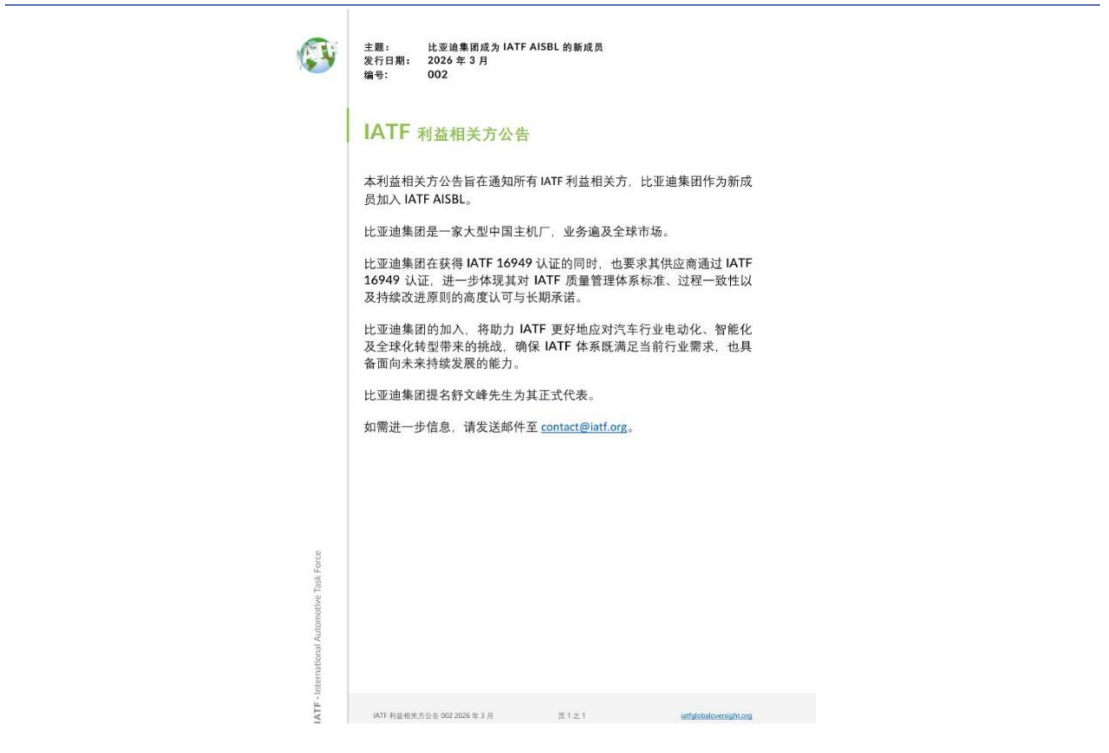 主题: 比亚迪集团成为 IATF AISBL 的新成员
发行日期: 2026 年 3 月
编号: 002
IATF 利益相关方公告
本利益相关方公告旨在通知所有 IATF 利益相关方，比亚迪集团作为新成
员加入 IATF AISBL。
比亚迪集团是一家大型中国主机厂，业务遍及全球市场。
比亚迪集团在获得 IATF 16949 认证的同时，也要求其供应商通过 IATF
16949 认证，进一步体现其对 IATF 质量管理体系标准、过程一致性以
及持续改进原则的高度认可与长期承诺。
比亚迪集团的加入，将助力 IATF 更好地应对汽车行业电动化、智能化
及全球化转型带来的挑战，确保 IATF 体系既满足当前行业需求，也具
备面向未来持续发展的能力。
比亚迪集团提名舒文峰先生为其正式代表。
如需进一步信息，请发送邮件至 contact@iatf.org。
IATF - International Automotive Task Force
IATF 利益相关方公告 002 2026 年 3 月 页 1 之 1 iatfglobaloversight.org